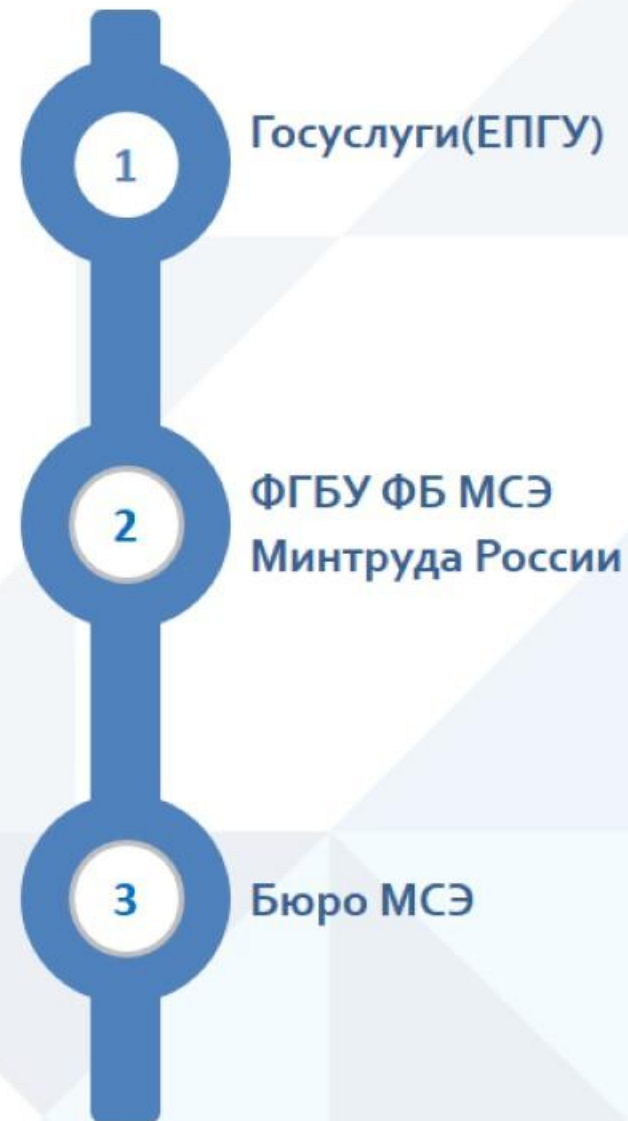 1
Госуслуги(ЕПГУ)
2
ФГБУ ФБ МСЭ
Минтруда России
3
Бюро МСЭ